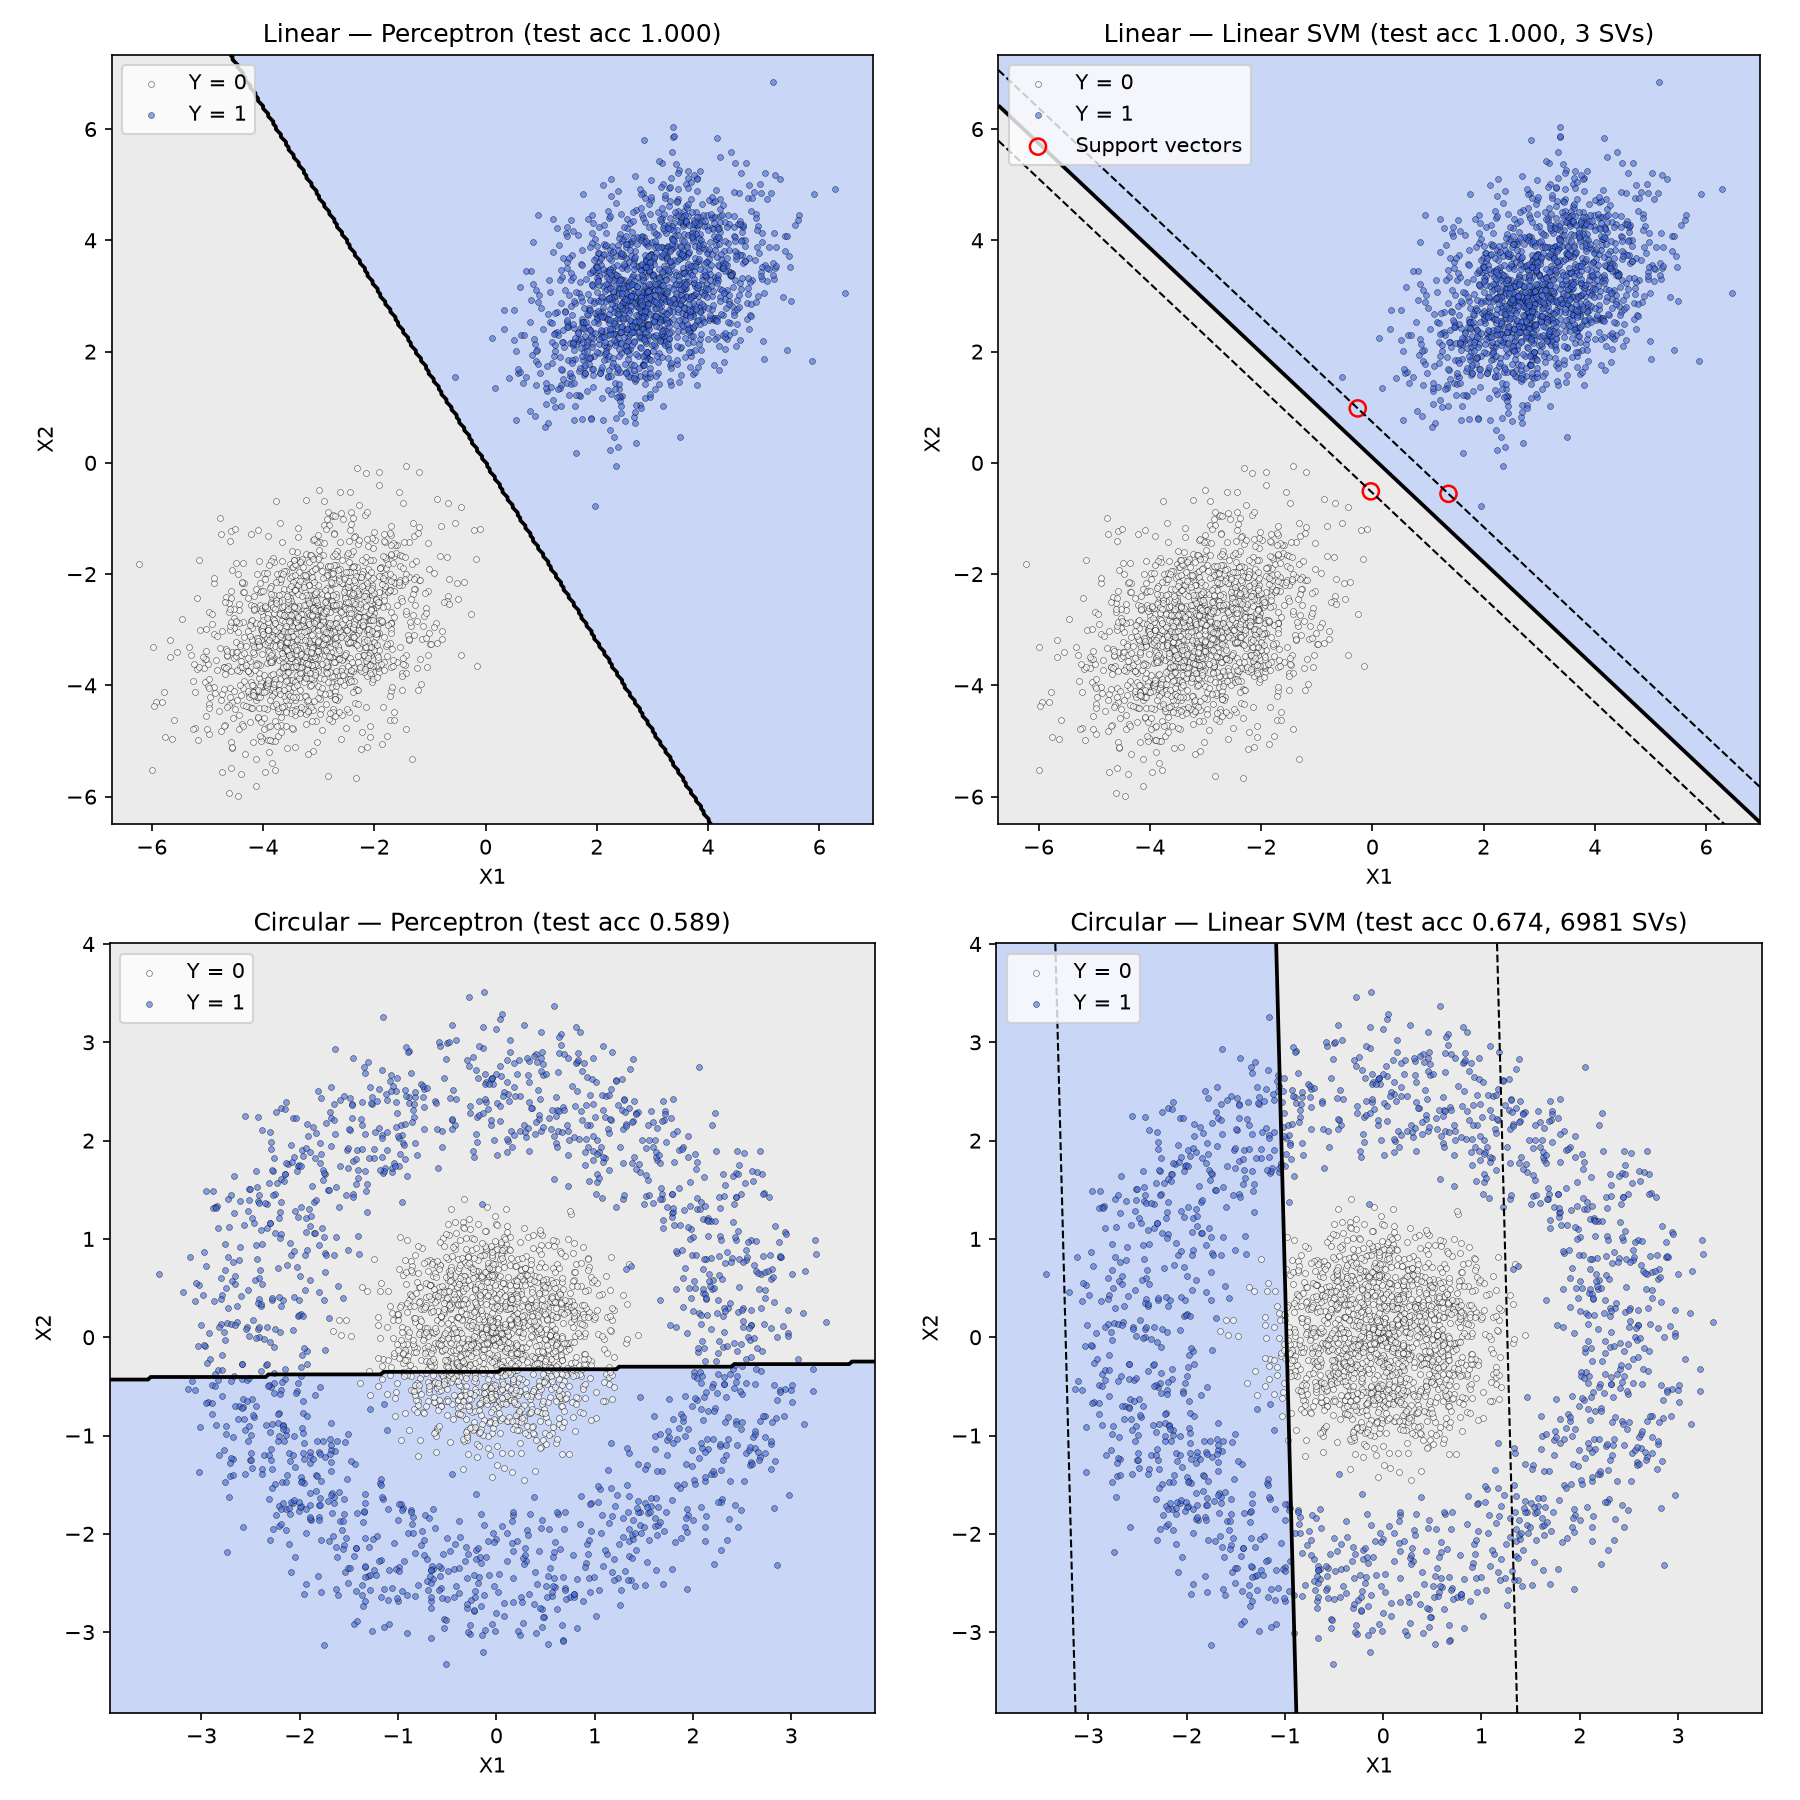 Linear — Perceptron (test acc 1.000)
Y = 0
Y = 1
6
4
2
0
−2
−4
−6
X2
−6 −4 −2 0 2 4 6
X1
Linear — Linear SVM (test acc 1.000, 3 SVs)
Y = 0
Y = 1
Support vectors
6
4
2
0
−2
−4
−6
X2
−6 −4 −2 0 2 4 6
X1
Circular — Perceptron (test acc 0.589)
Y = 0
Y = 1
4
3
2
1
0
−1
−2
−3
X2
−3 −2 −1 0 1 2 3
X1
Circular — Linear SVM (test acc 0.674, 6981 SVs)
Y = 0
Y = 1
4
3
2
1
0
−1
−2
−3
X2
−3 −2 −1 0 1 2 3
X1